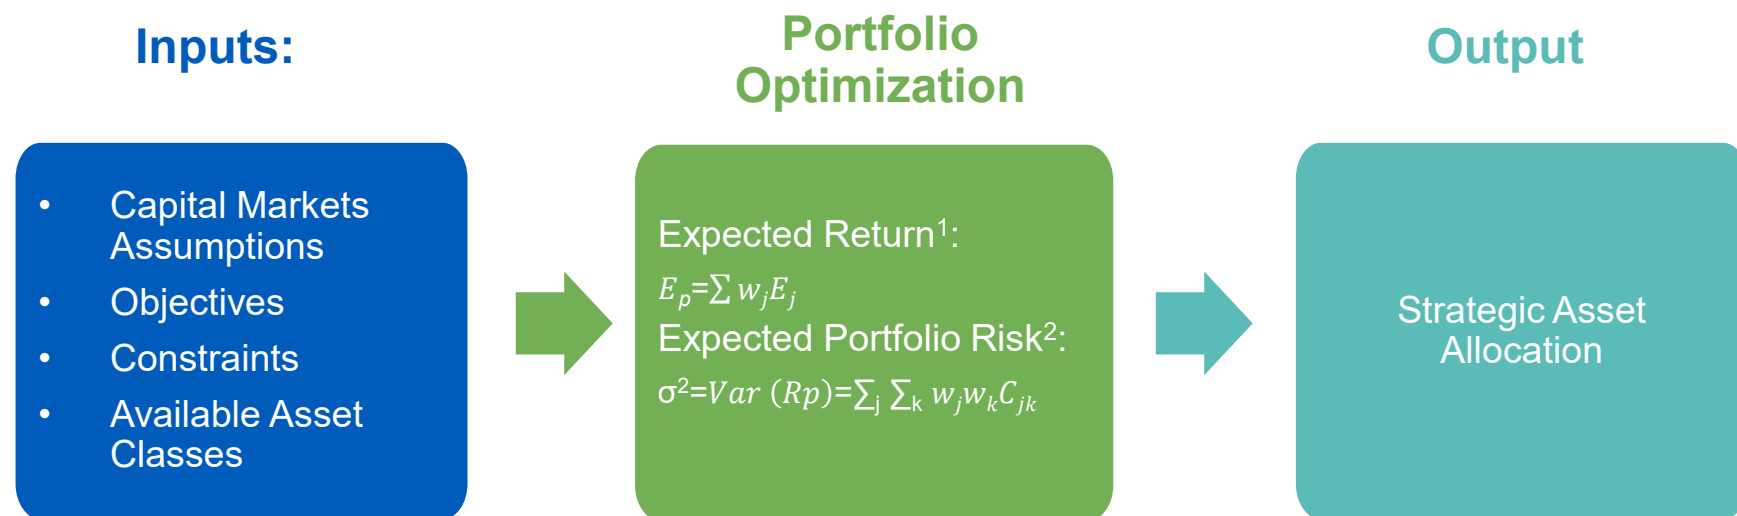 Inputs:
Portfolio
Optimization
Output
• Capital Markets
Assumptions
• Objectives
• Constraints
• Available Asset
Classes
Expected Return¹:
𝐸ₚ=∑ 𝑤ⱼ𝐸ⱼ
Expected Portfolio Risk²:
σ²=𝑉𝑎𝑟 (𝑅𝑝)=∑ⱼ ∑ₖ 𝑤ⱼ𝑤ₖ𝐶ⱼₖ
Strategic Asset
Allocation